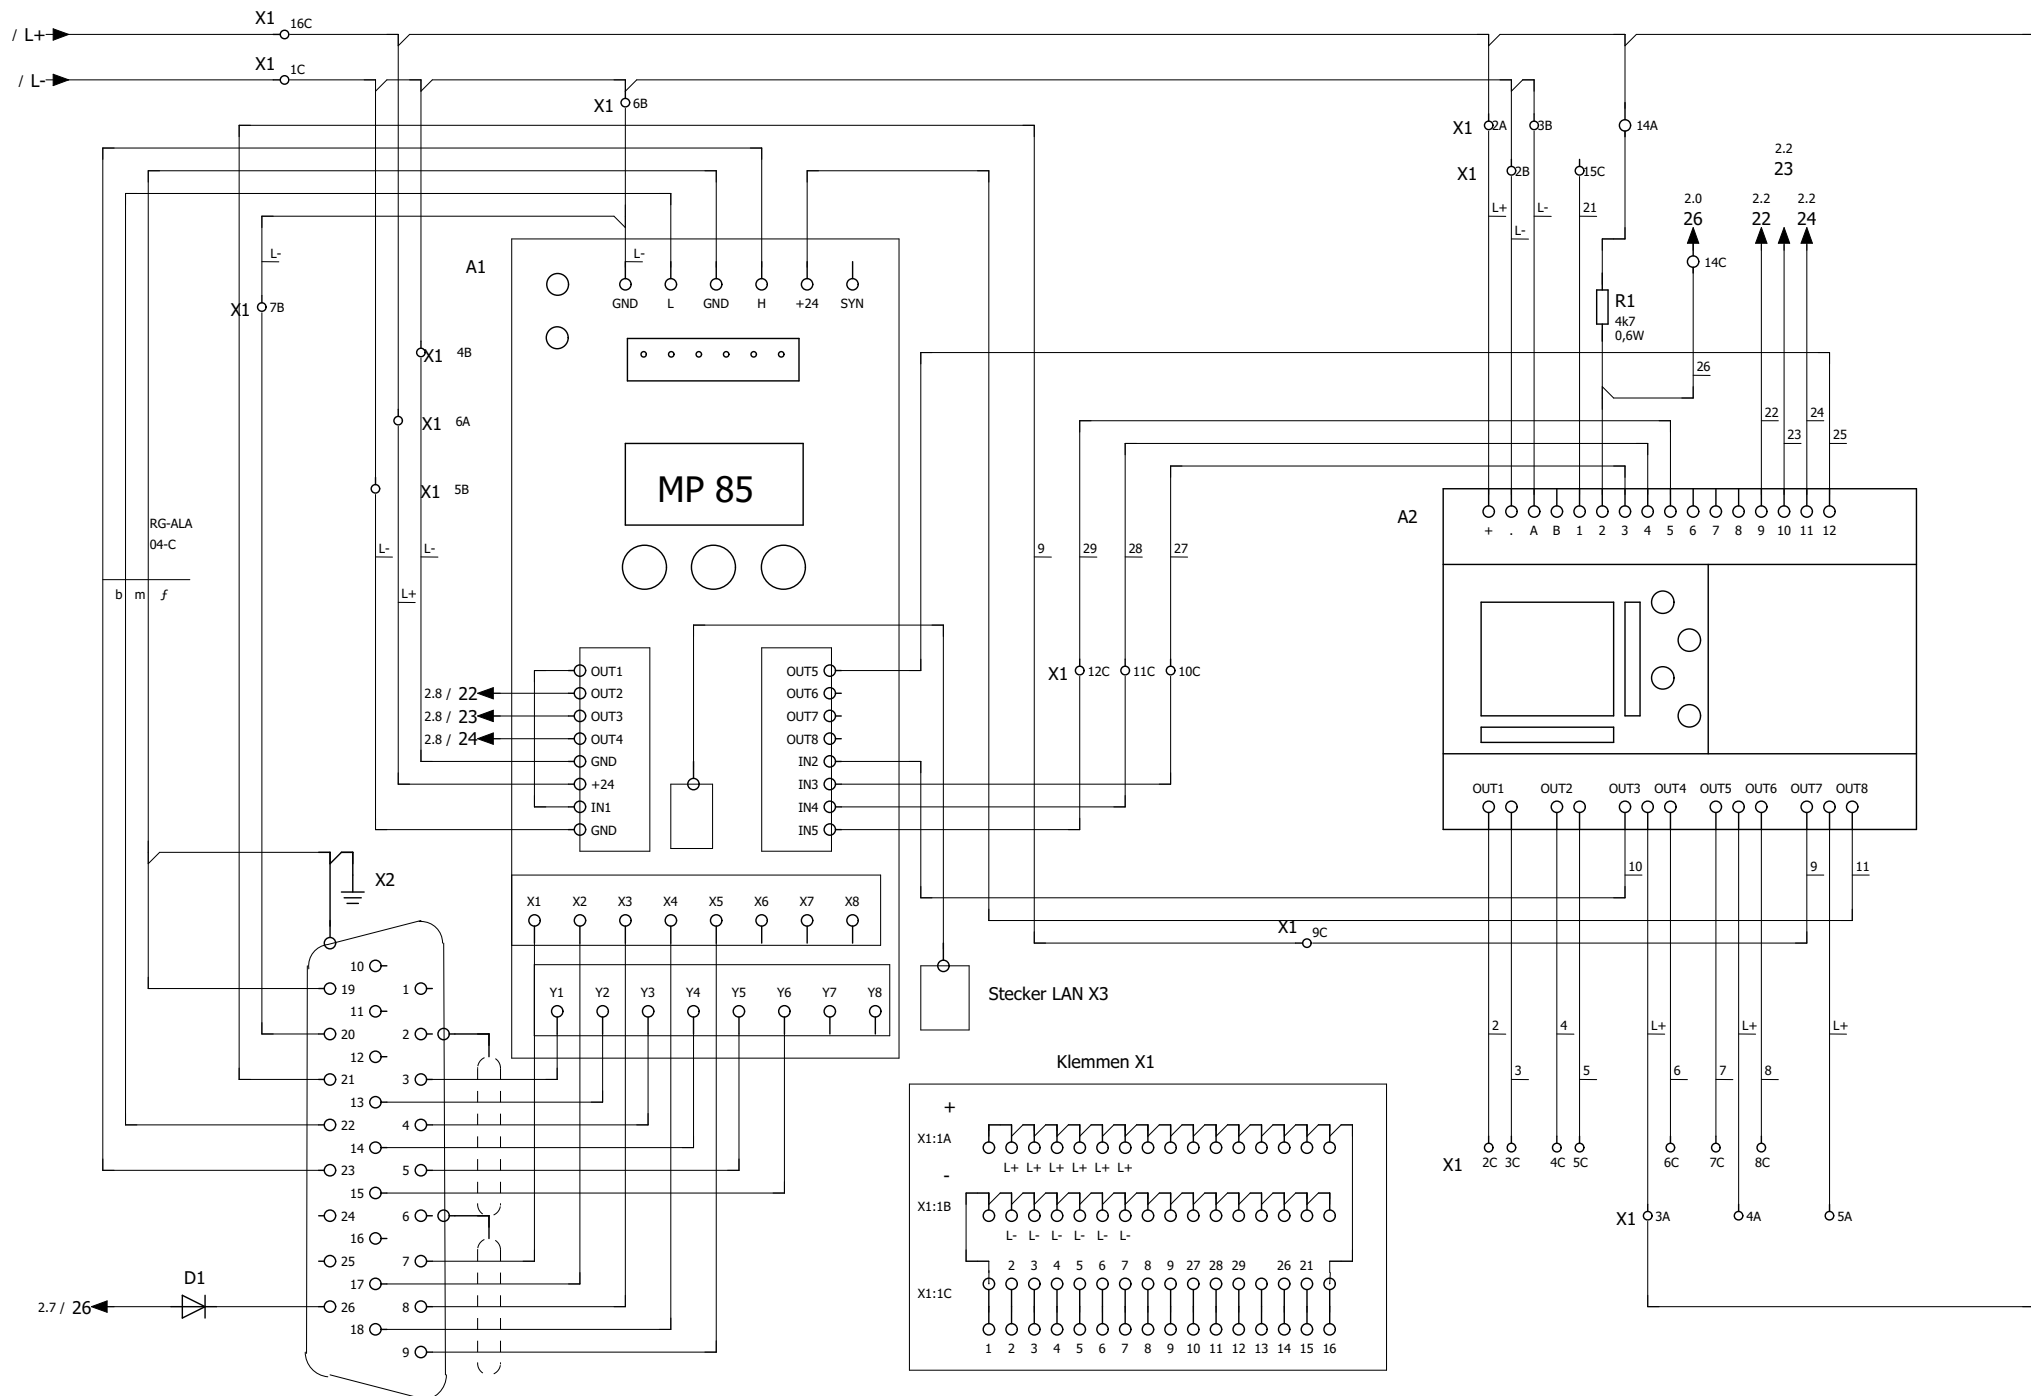 X1 16C
/ L+
X1 1C
/ L-
X1 6B
X1 2A 3B 14A
X1 2B 15C
2.2
23
2.0 2.2 2.2
26 22 24
L+ L- 21
L-
L- L-
A1
14C
GND L GND H +24 SYN
X1 7B
R1
4k7
0,6W
X1 4B
26
X1 6A
22 24
23 25
MP 85
X1 5B
A2
+ . A B 1 2 3 4 5 6 7 8 9 10 11 12
RG-ALA
04-C
L- L- 9 29 28 27
b m f
L+
OUT1 OUT5
X1 12C 11C 10C
2.8 / 22 OUT2 OUT6
2.8 / 23 OUT3 OUT7
2.8 / 24 OUT4 OUT8
GND IN2
+24 IN3
IN1 IN4
GND IN5
OUT1 OUT2 OUT3 OUT4 OUT5 OUT6 OUT7 OUT8
10 9 11
X2
X1 X2 X3 X4 X5 X6 X7 X8
X1 9C
10
19 1
Y1 Y2 Y3 Y4 Y5 Y6 Y7 Y8
Stecker LAN X3
11
20 2
12
21 3
13
22 4
14
23 5
15
24 6
16
25 7
17
26 8
18
9
D1
2.7 / 26
2 4 L+ L+ L+
3 5 6 7 8
X1 2C 3C 4C 5C 6C 7C 8C
X1 3A 4A 5A
Klemmen X1
+
X1:1A
L+ L+ L+ L+ L+ L+
-
X1:1B
L- L- L- L- L- L-
2 3 4 5 6 7 8 9 27 28 29 26 21
X1:1C
1 2 3 4 5 6 7 8 9 10 11 12 13 14 15 16